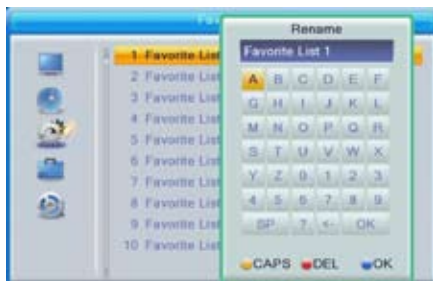 Rename
Favorite List 1
1 Favorite List
2 Favorite List
3 Favorite List
4 Favorite List
5 Favorite List
6 Favorite List
7 Favorite List
8 Favorite List
9 Favorite List
10 Favorite List
A B C D E F
G H I J K L
M N O P Q R
S T U V W X
Y Z 0 1 2 3
4 5 6 7 8 9
SP ? <- OK
CAPS DEL OK